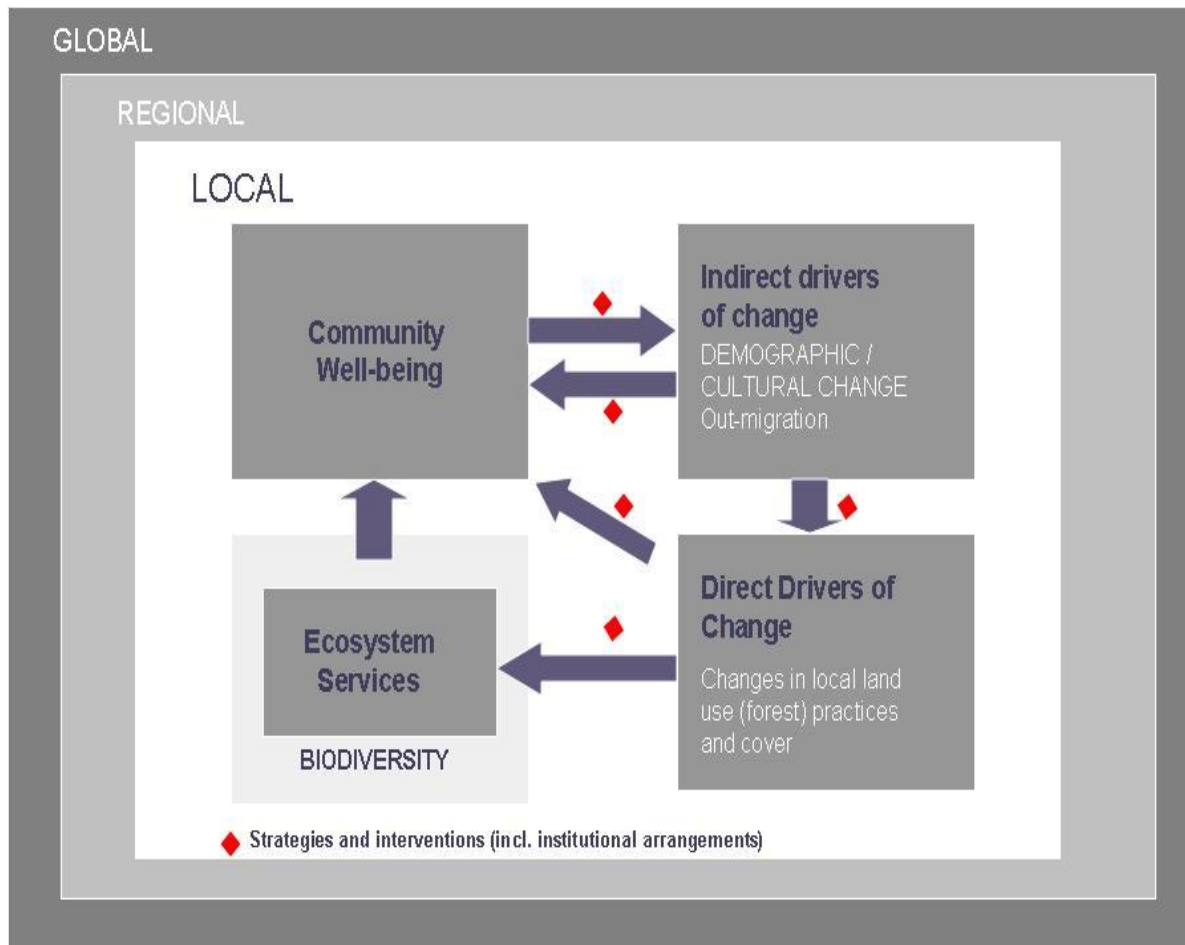 GLOBAL
REGIONAL
LOCAL
Community
Well-being
Indirect drivers
of change
DEMOGRAPHIC /
CULTURAL CHANGE
Out-migration
Ecosystem
Services
BIODIVERSITY
Direct Drivers of
Change
Changes in local land
use (forest) practices
and cover
Strategies and interventions (incl. institutional arrangements)